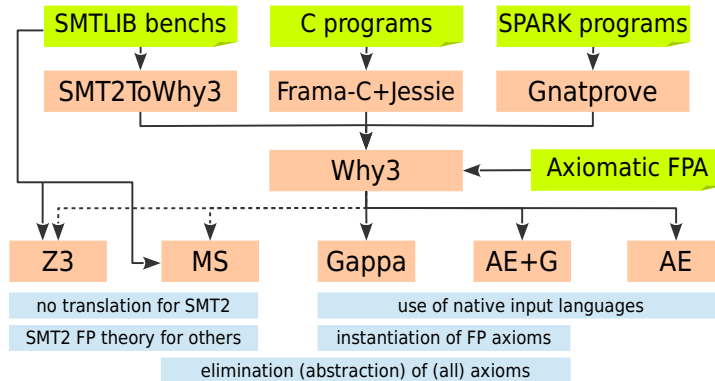 SMTLIB benchs
C programs
SPARK programs
SMT2ToWhy3
Frama-C+Jessie
Gnatprove
Why3
Axiomatic FPA
Z3
MS
Gappa
AE+G
AE
no translation for SMT2
use of native input languages
SMT2 FP theory for others
instantiation of FP axioms
elimination (abstraction) of (all) axioms